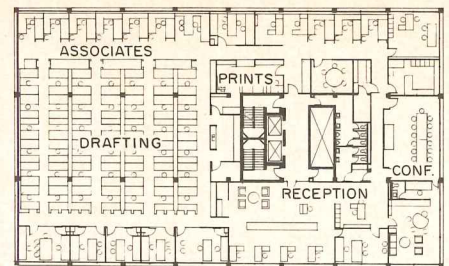 ASSOCIATES
PRINTS
DRAFTING
CONF.
RECEPTION